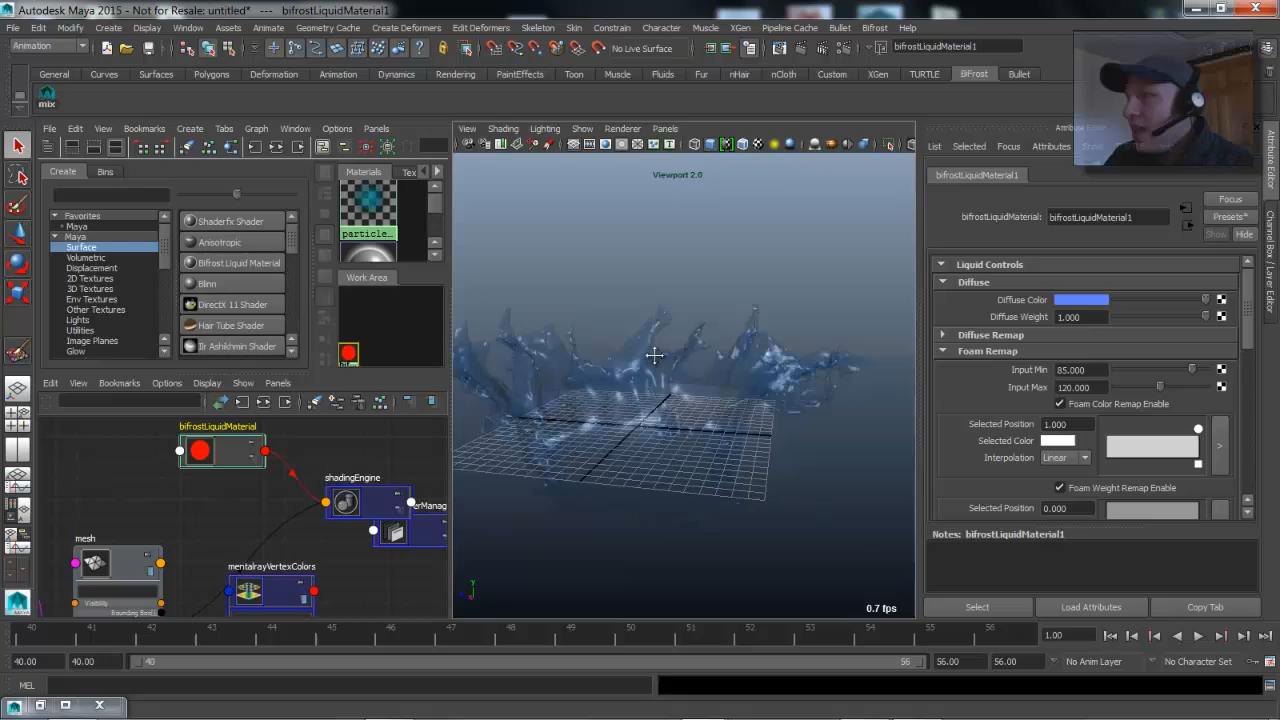 Autodesk Maya 2015 - Not for Resale: untitled* --- bifrostLiquidMaterial1
File Edit Modify Create Display Window Assets Animate Geometry Cache Create Deformers Edit Deformers Skeleton Skin Constrain Character Muscle XGen Pipeline Cache Bullet Bifrost Help
Animation
No Live Surface
bifrostLiquidMaterial1
General Curves Surfaces Polygons Deformation Animation Dynamics Rendering PaintEffects Toon Muscle Fluids Fur nHair nCloth Custom XGen TURTLE BiFrost Bullet
mix
File Edit View Bookmarks Create Tabs Graph Window Options Panels
View Shading Lighting Show Renderer Panels
List Selected Focus Attributes
Create Bins
Materials Tex
bifrostLiquidMaterial1
Favorites
Maya
Maya
Surface
Volumetric
Displacement
2D Textures
3D Textures
Env Textures
Other Textures
Lights
Utilities
Image Planes
Glow
Shaderfx Shader
Anisotropic
Bifrost Liquid Material
Blinn
DirectX 11 Shader
Hair Tube Shader
Ilr Ashikhmin Shader
particle...
Work Area
Viewport 2.0
0.7 fps
Focus
Presets*
Show Hide
bifrostLiquidMaterial: bifrostLiquidMaterial1
Liquid Controls
Diffuse
Diffuse Color
Diffuse Weight 1.000
Diffuse Remap
Foam Remap
Input Min 85.000
Input Max 120.000
Foam Color Remap Enable
Selected Position 1.000
Selected Color
Interpolation Linear
>
Foam Weight Remap Enable
Selected Position 0.000
Notes: bifrostLiquidMaterial1
Select Load Attributes Copy Tab
Edit View Bookmarks Tabs Graph Show Panels
bifrostLiquidMaterial
shadingEngine
mesh
Visibility
mentalrayVertexColors
Attribute Editor
Channel Box / Layer Editor
40 41 42 43 44 45 46 47 48 49 50 51 52 53 54 55 56
1.00
40.00 40.00 40 56 56.00 56.00 No Anim Layer No Character Set
MEL